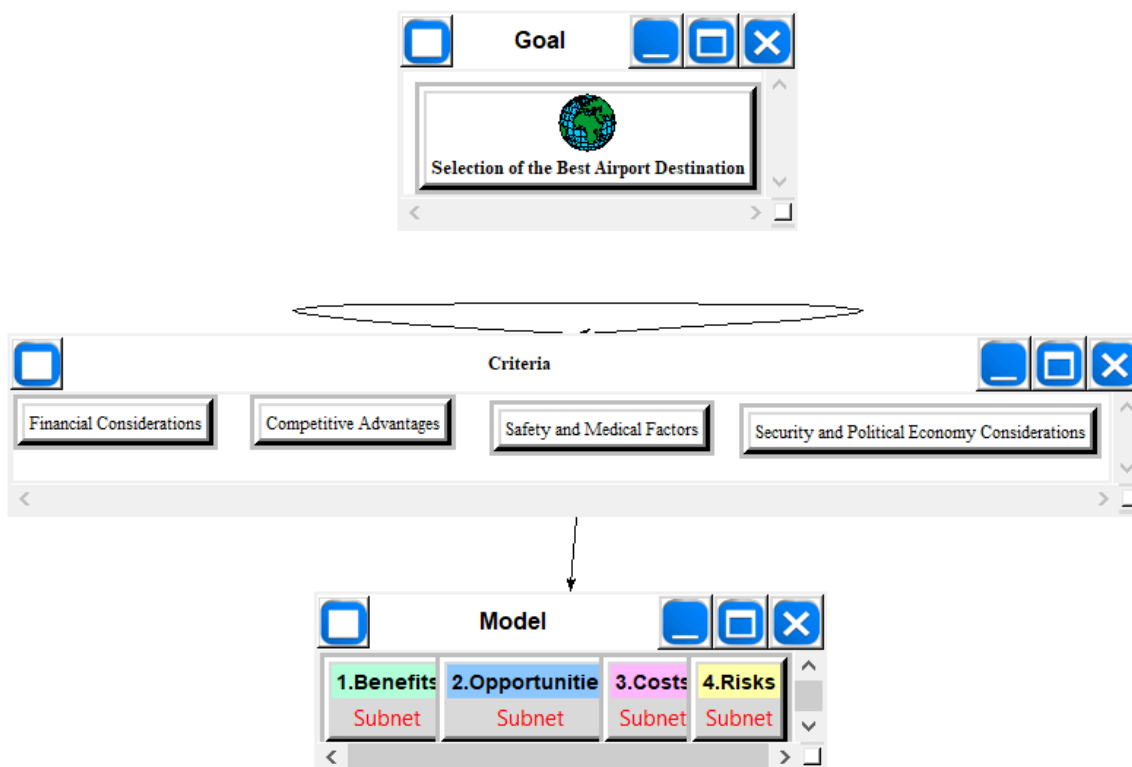 Goal
Selection of the Best Airport Destination
Criteria
Financial Considerations
Competitive Advantages
Safety and Medical Factors
Security and Political Economy Considerations
Model
1.Benefits
2.Opportunitie
3.Costs
4.Risks
Subnet
Subnet
Subnet
Subnet